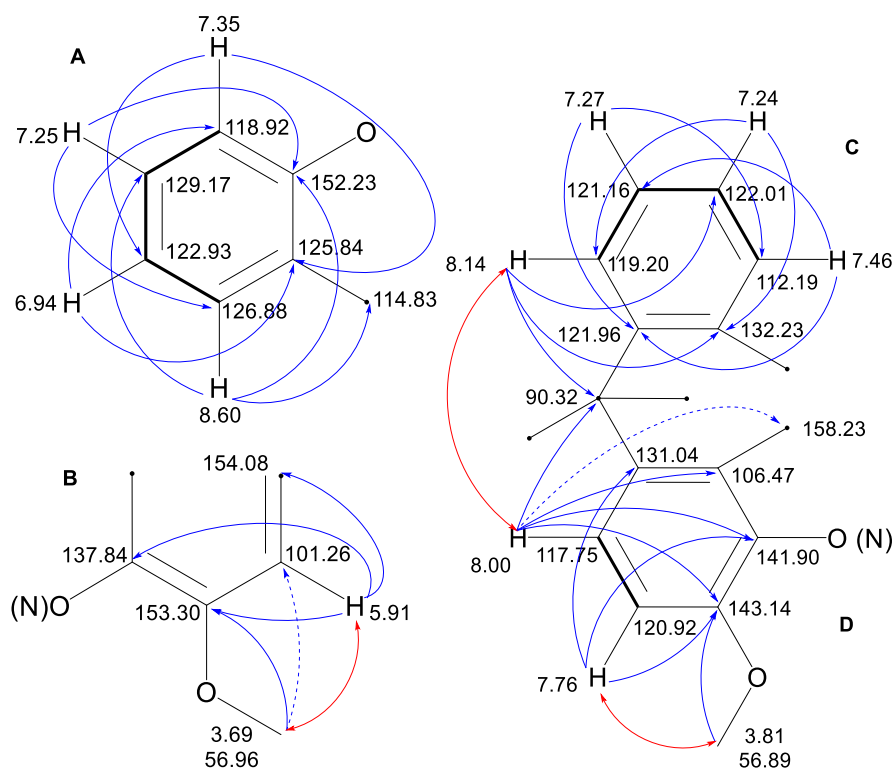 A
7.35
H
7.25 H
118.92
O
129.17
152.23
122.93
125.84
6.94 H
126.88
114.83
H
8.60
B
154.08
137.84
101.26
(N)O
153.30
H 5.91
O
3.69
56.96
C
7.27
H
7.24
H
121.16
122.01
8.14 H
119.20
H 7.46
112.19
121.96
132.23
90.32
158.23
131.04
106.47
H
8.00
117.75
141.90
O (N)
143.14
120.92
D
H
7.76
O
3.81
56.89